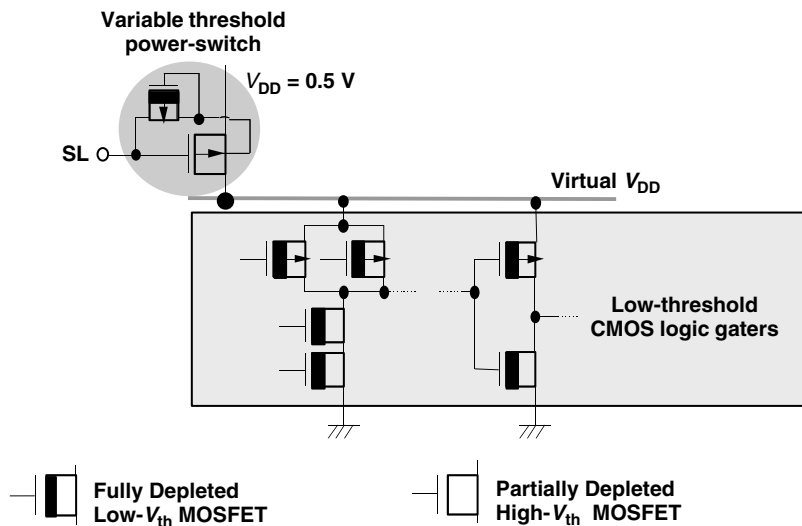 Variable threshold
power-switch
VDD = 0.5 V
SL
Virtual VDD
Low-threshold
CMOS logic gaters
Fully Depleted
Low-Vth MOSFET
Partially Depleted
High-Vth MOSFET